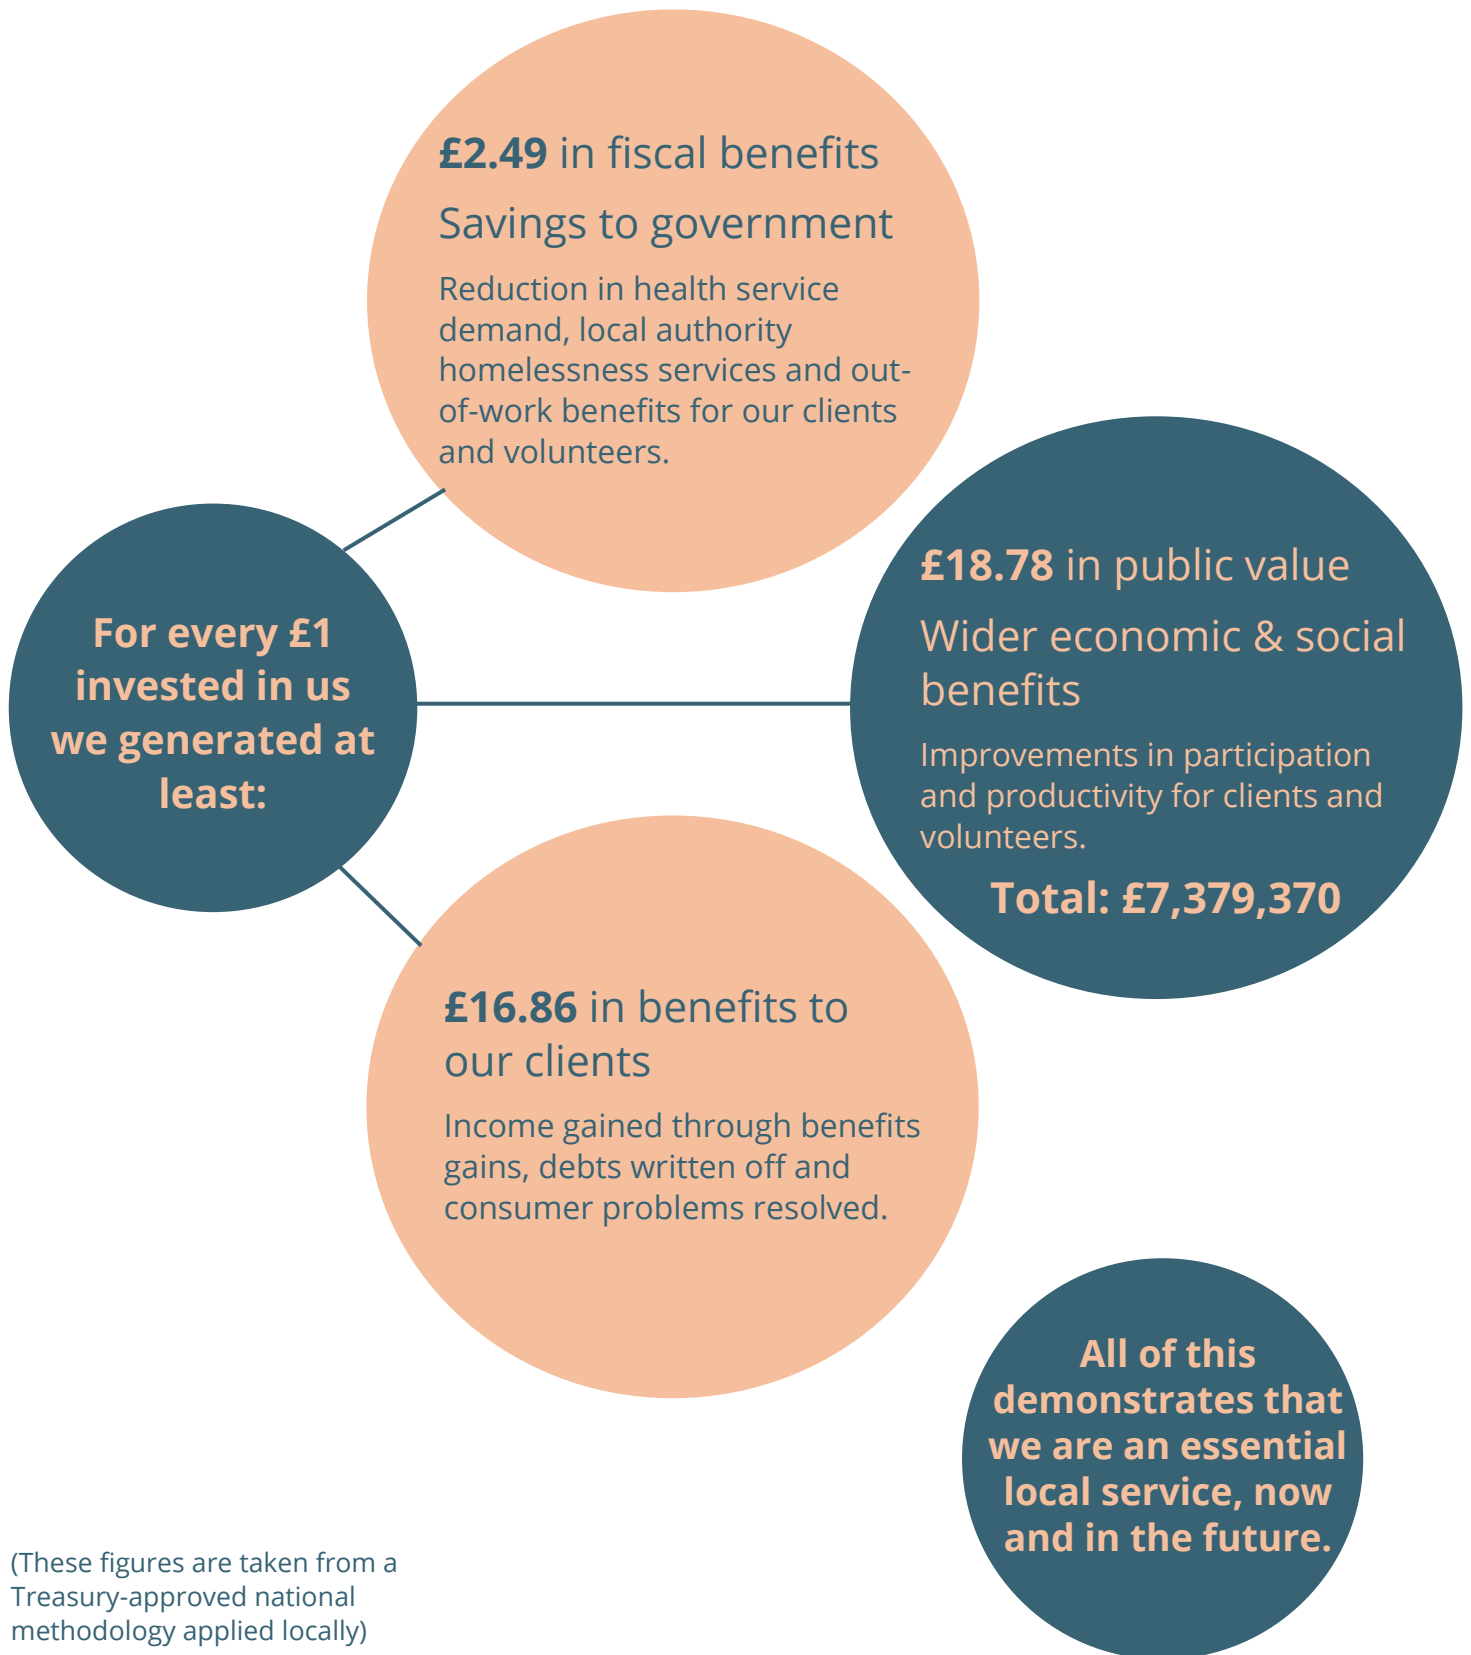 £2.49 in fiscal benefits
Savings to government
Reduction in health service
demand, local authority
homelessness services and out-
of-work benefits for our clients
and volunteers.
For every £1
invested in us
we generated at
least:
£18.78 in public value
Wider economic & social
benefits
Improvements in participation
and productivity for clients and
volunteers.
Total: £7,379,370
£16.86 in benefits to
our clients
Income gained through benefits
gains, debts written off and
consumer problems resolved.
All of this
demonstrates that
we are an essential
local service, now
and in the future.
(These figures are taken from a
Treasury-approved national
methodology applied locally)